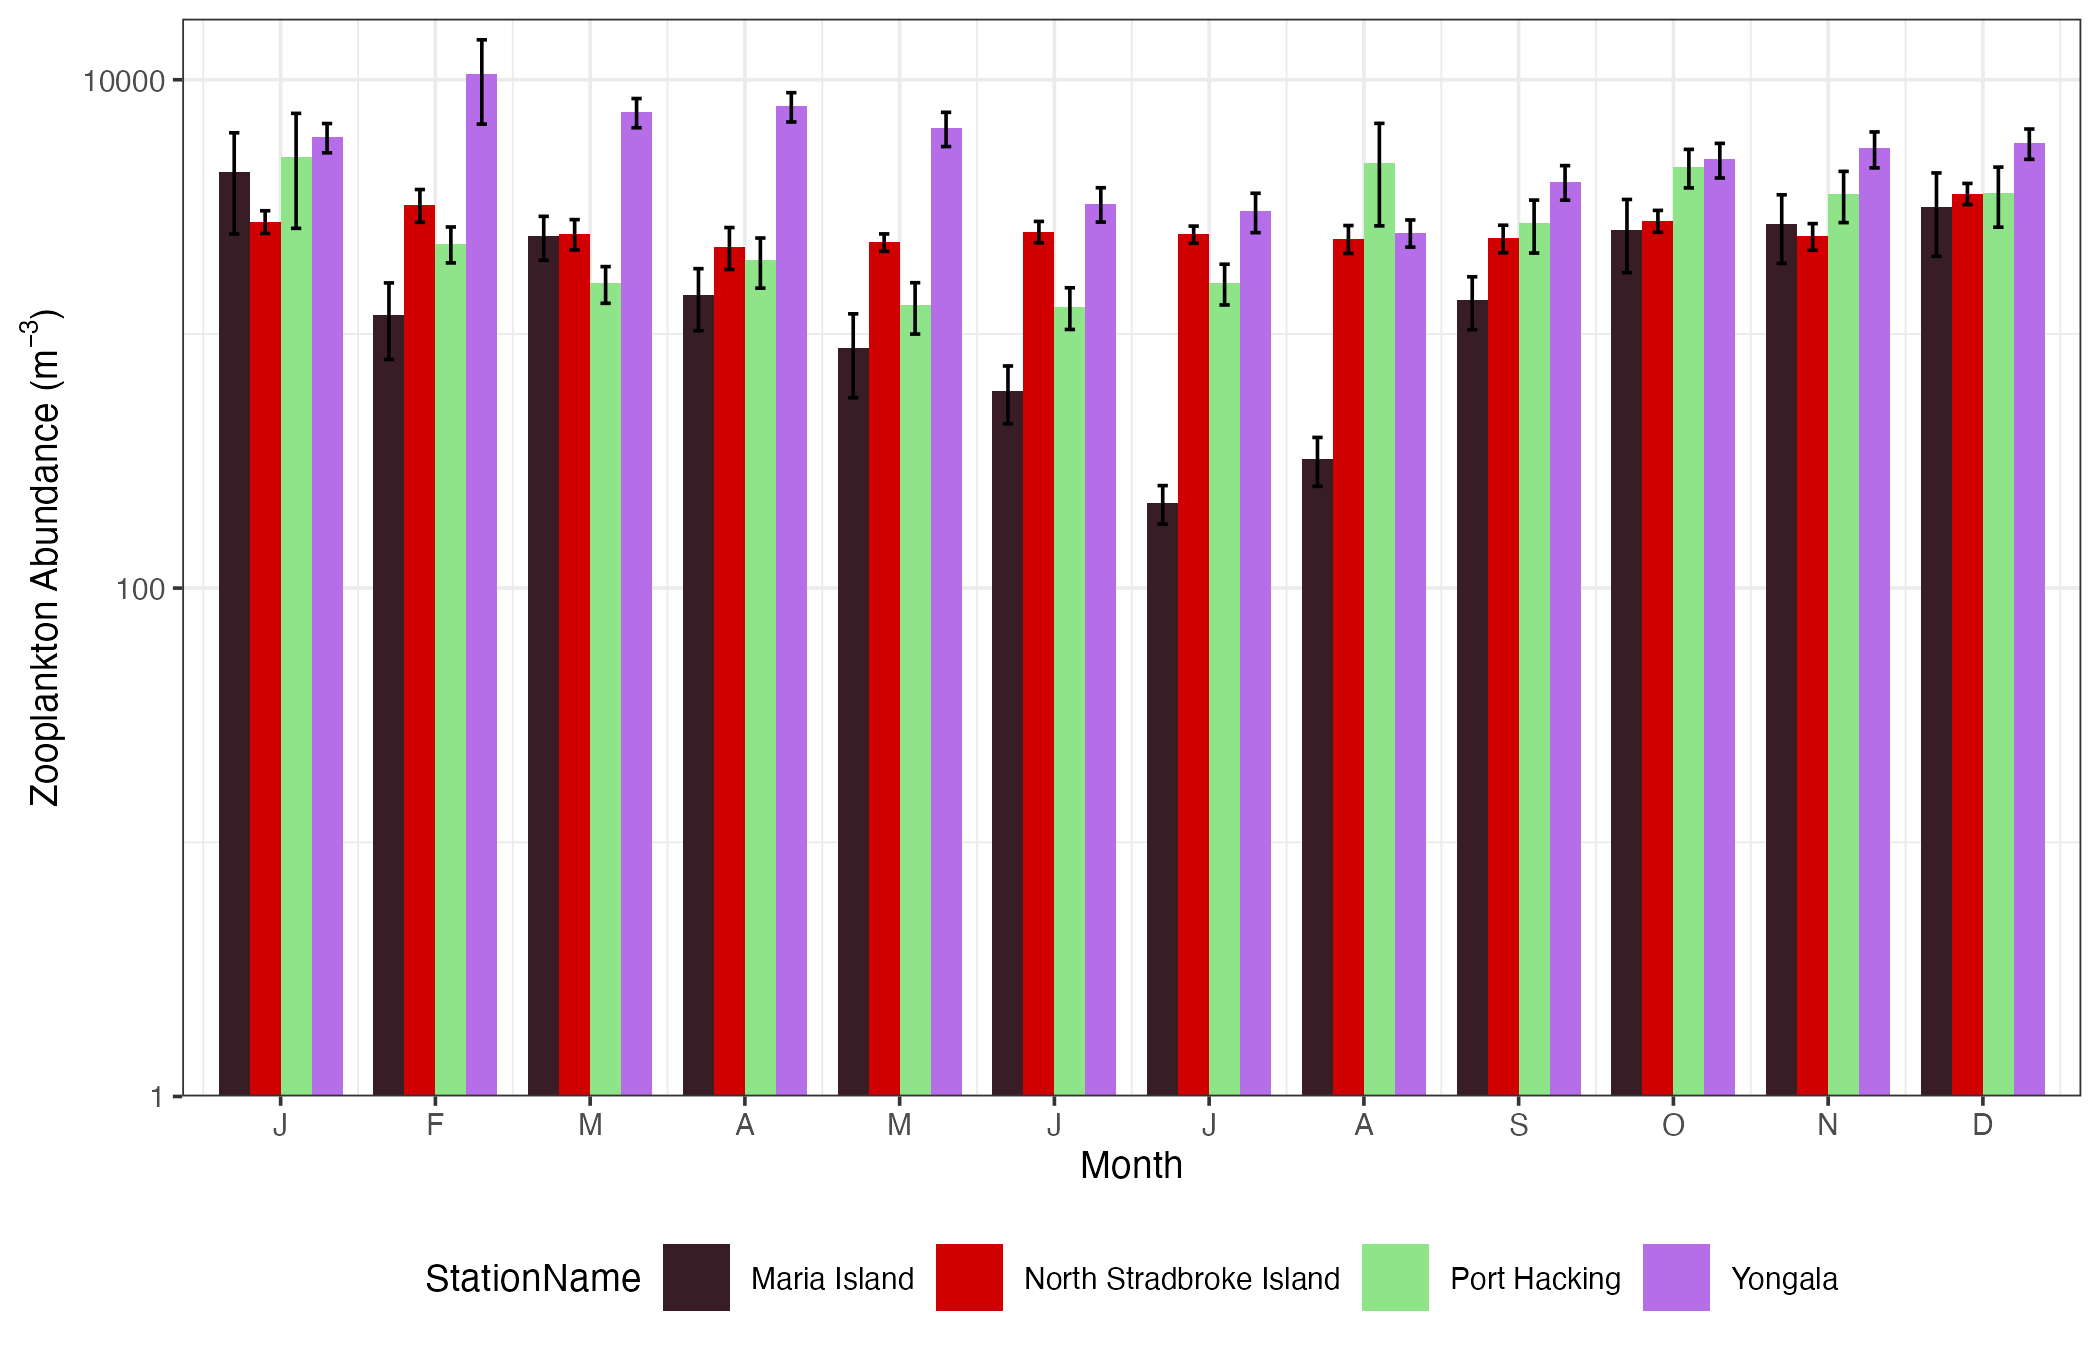 Zooplankton Abundance (m⁻³)
10000
100
1
J F M A M J J A S O N D
Month
StationName Maria Island North Stradbroke Island Port Hacking Yongala